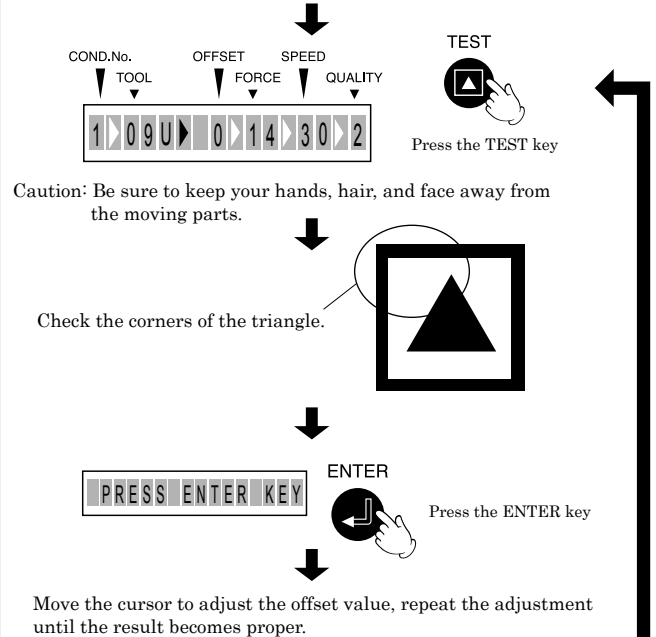 COND.No. OFFSET SPEED TEST
TOOL FORCE QUALITY
1 09U 0 14 30 2
Press the TEST key
Caution: Be sure to keep your hands, hair, and face away from
the moving parts.
Check the corners of the triangle.
ENTER
PRESS ENTER KEY
Press the ENTER key
Move the cursor to adjust the offset value, repeat the adjustment
until the result becomes proper.